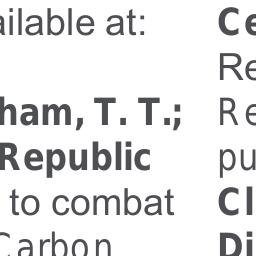 ailable at:
ham, T. T.;
Republic
to combat
Carbon
Ce
Re
Re
pu
Cl
Di